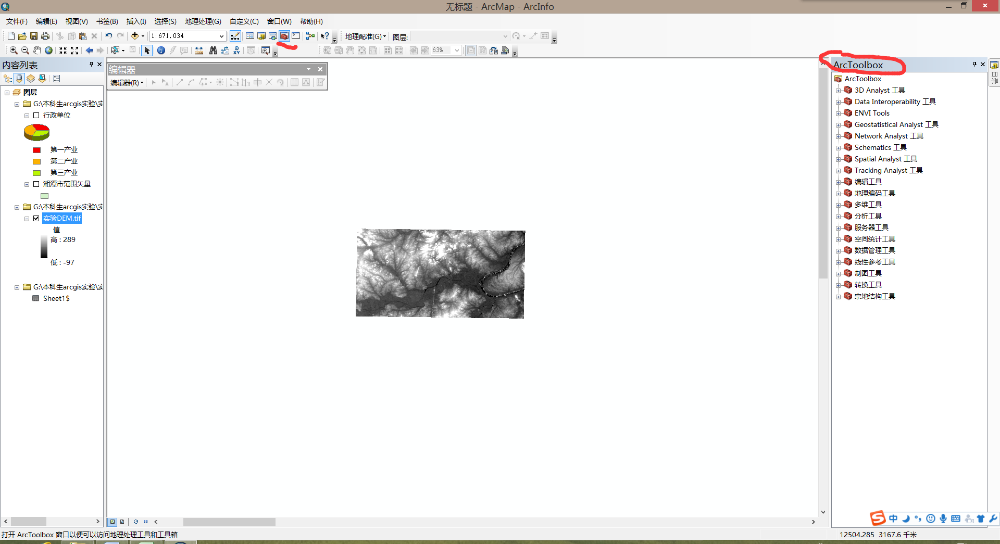 无标题 - ArcMap - ArcInfo
文件(F) 编辑(E) 视图(V) 书签(B) 插入(I) 选择(S) 地理处理(G) 自定义(C) 窗口(W) 帮助(H)
1:671,034 地理配准(G) 图层:
63%
内容列表
编辑器
编辑器(R)
图层
G:\本科生arcgis实验\实
行政单位
第一产业
第二产业
第三产业
湘潭市范围矢量
G:\本科生arcgis实验\实
实验DEM.tif
值
高 : 289
低 : -97
G:\本科生arcgis实验\实
Sheet1$
ArcToolbox
ArcToolbox
3D Analyst 工具
Data Interoperability 工具
ENVI Tools
Geostatistical Analyst 工具
Network Analyst 工具
Schematics 工具
Spatial Analyst 工具
Tracking Analyst 工具
编辑工具
地理编码工具
多维工具
分析工具
服务器工具
空间统计工具
数据管理工具
线性参考工具
制图工具
转换工具
宗地结构工具
中
打开 ArcToolbox 窗口以便可以访问地理处理工具和工具箱
12504.285 3167.6 千米